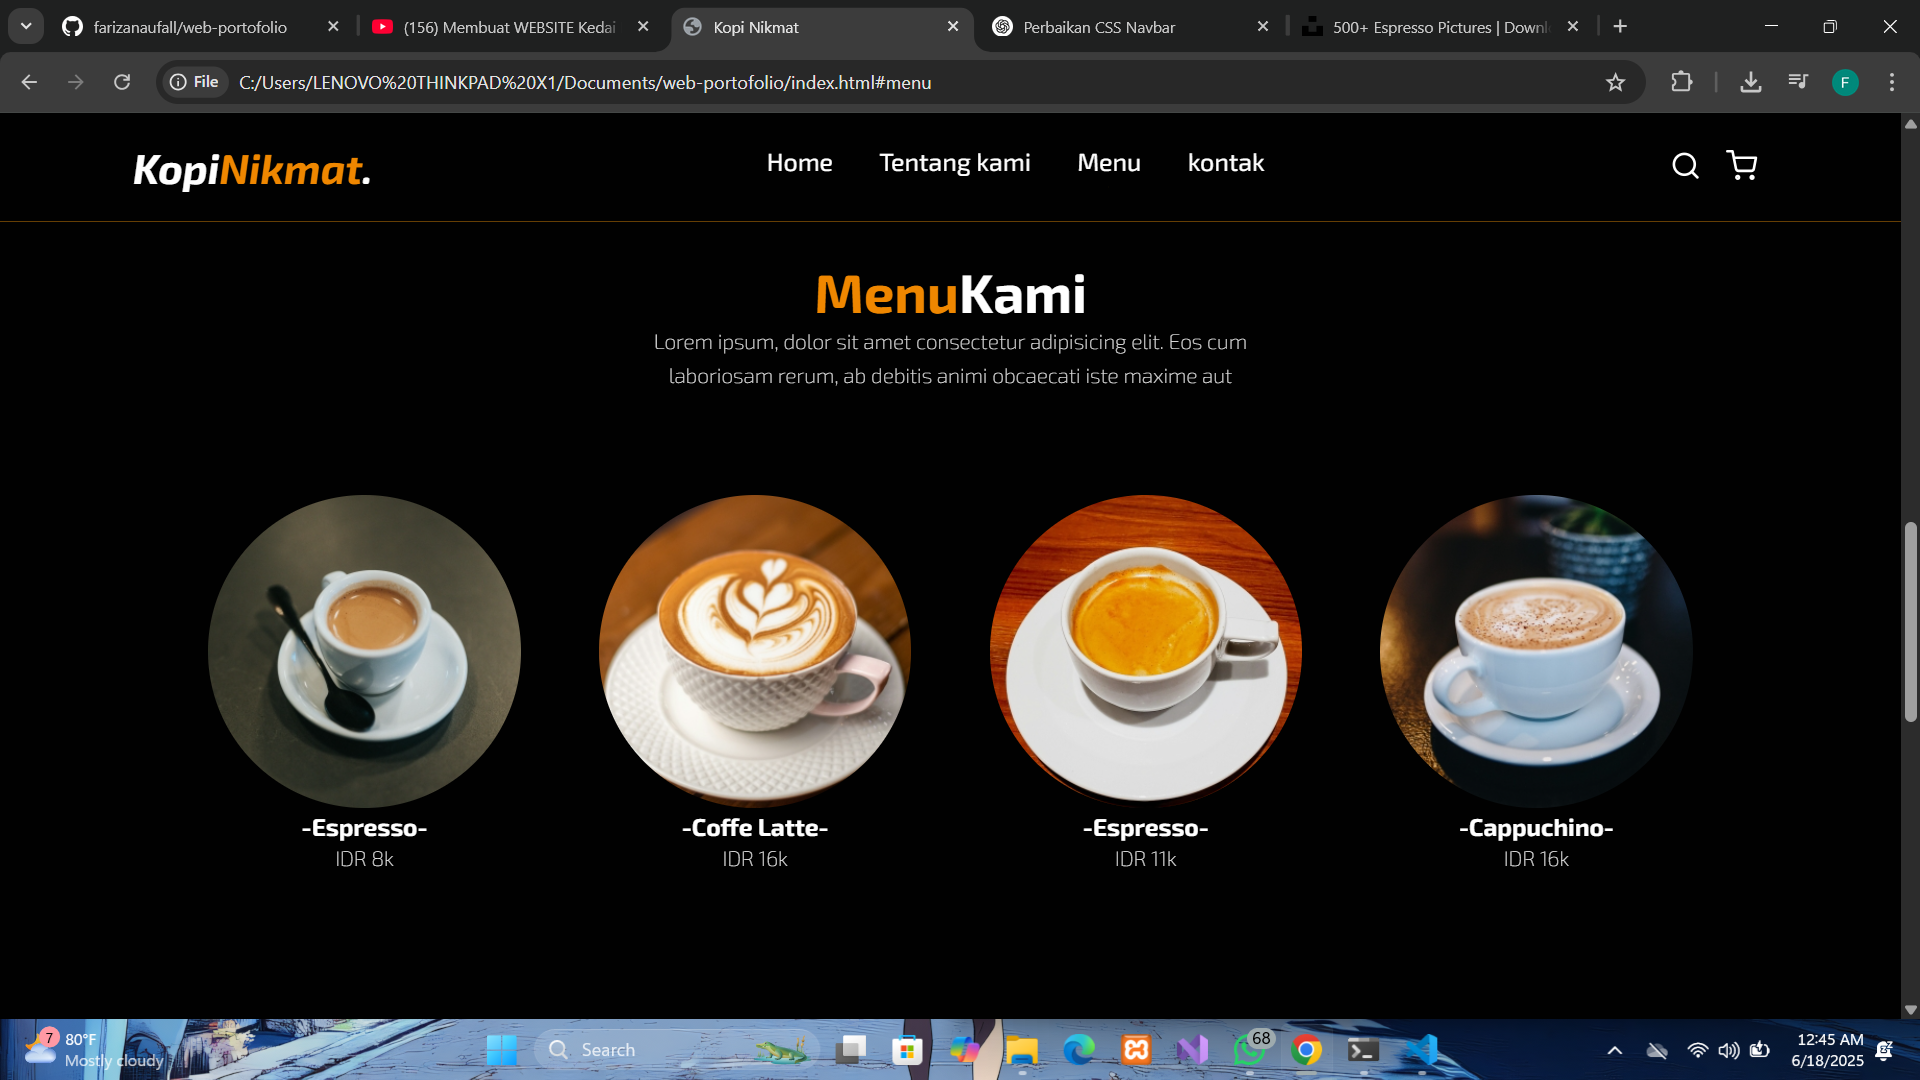 farizanaufall/web-portofolio
(156) Membuat WEBSITE Kedai
Kopi Nikmat
Perbaikan CSS Navbar
500+ Espresso Pictures | Downl
File
C:/Users/LENOVO%20THINKPAD%20X1/Documents/web-portofolio/index.html#menu
F
KopiNikmat.
Home
Tentang kami
Menu
kontak
MenuKami
Lorem ipsum, dolor sit amet consectetur adipisicing elit. Eos cum
laboriosam rerum, ab debitis animi obcaecati iste maxime aut
-Espresso-
IDR 8k
-Coffe Latte-
IDR 16k
-Espresso-
IDR 11k
-Cappuchino-
IDR 16k
7
80°F
Mostly cloudy
Search
68
12:45 AM
6/18/2025